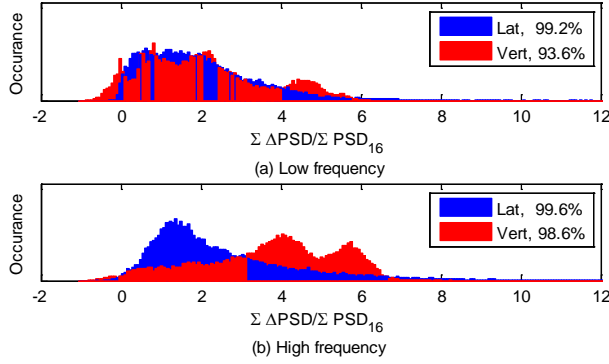 Occurance
Lat, 99.2%
Vert, 93.6%
-2 0 2 4 6 8 10 12
Σ ΔPSD/Σ PSD16
(a) Low frequency
Occurance
Lat, 99.6%
Vert, 98.6%
-2 0 2 4 6 8 10 12
Σ ΔPSD/Σ PSD16
(b) High frequency